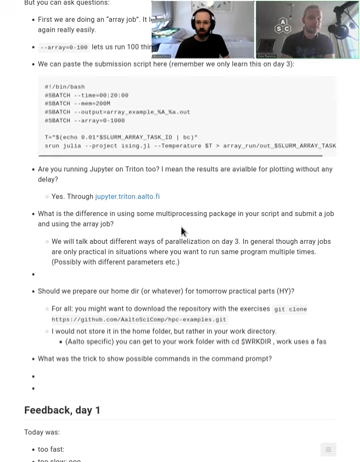 But you can ask questions:
First we are doing an "array job". It
again really easily.
--array=0-100 lets us run 100
We can paste the submission script here (remember we only learn this on day 3):
#!/bin/bash
#SBATCH --time=00:20:00
#SBATCH --mem=200M
#SBATCH --output=array_example_%A_%a.out
#SBATCH --array=0-1000
T="$(echo 0.01*$SLURM_ARRAY_TASK_ID | bc)"
srun julia --project ising.jl --Temperature $T > array_run/out_$SLURM_ARRAY_TASK
Are you running Jupyter on Triton too? I mean the results are avialble for plotting without any
delay?
Yes. Through jupyter.triton.aalto.fi
What is the difference in using some multiprocessing package in your script and submit a job
and using the array job?
We will talk about different ways of parallelization on day 3. In general though array jobs
are only practical in situations where you want to run same program multiple times.
(Possibly with different parameters etc.)
Should we prepare our home dir (or whatever) for tomorrow practical parts (HY)?
For all: you might want to download the repository with the exercises git clone
https://github.com/AaltoSciComp/hpc-examples.git
I would not store it in the home folder, but rather in your work directory.
(Aalto specific) you can get to your work folder with cd $WRKDIR , work uses a fas
What was the trick to show possible commands in the command prompt?
Feedback, day 1
Today was:
too fast: